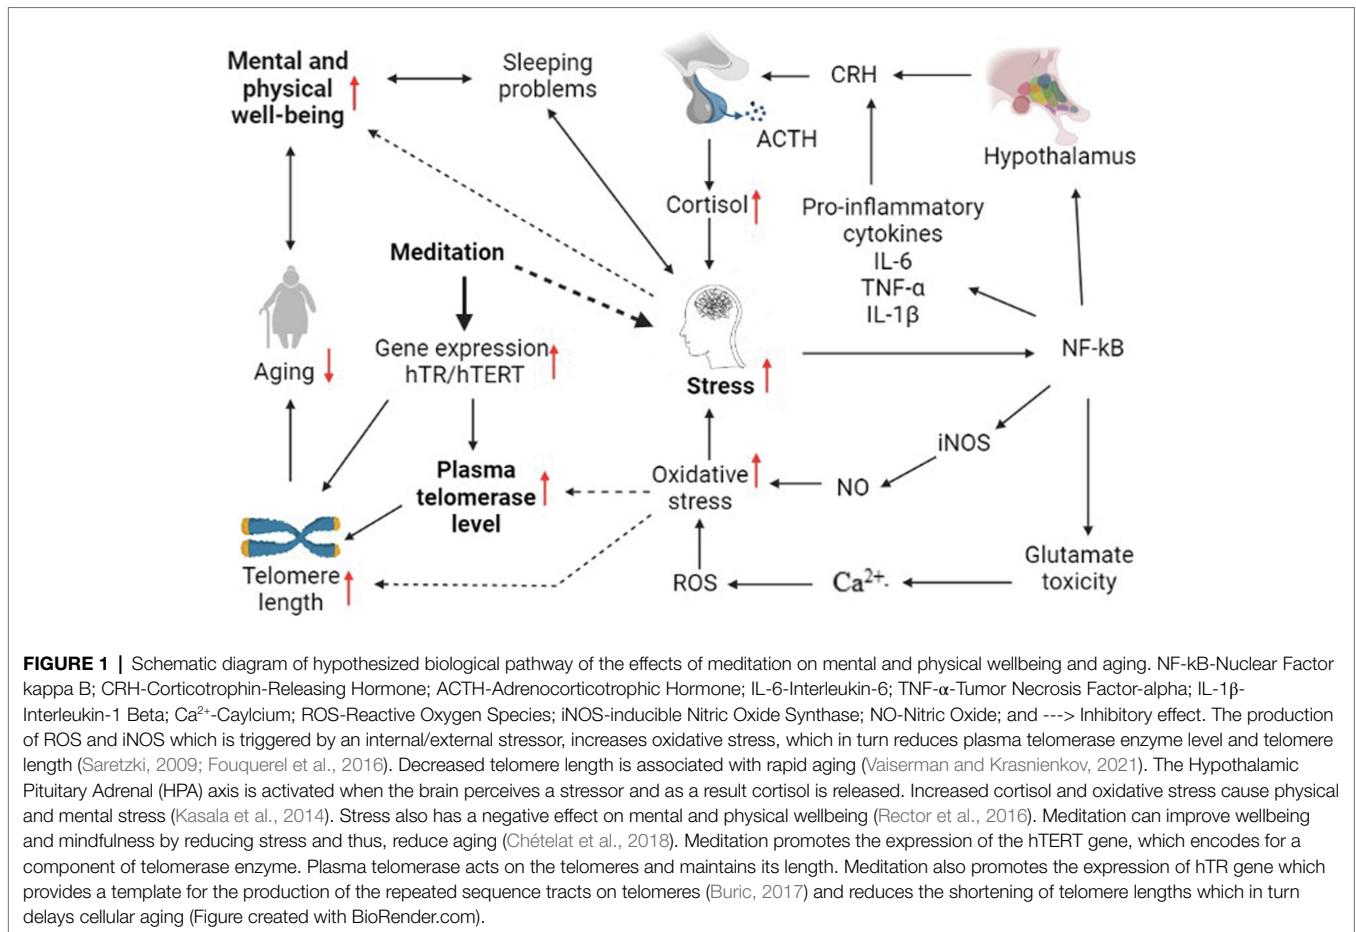 Mental and
physical
well-being
Sleeping
problems
CRH
ACTH
Hypothalamus
Cortisol
Pro-inflammatory
cytokines
IL-6
TNF-α
IL-1β
Meditation
Gene expression
hTR/hTERT
Aging
Stress
NF-kB
iNOS
Plasma
telomerase
level
Oxidative
stress
NO
Glutamate
toxicity
Telomere
length
ROS
Ca²⁺·
FIGURE 1 | Schematic diagram of hypothesized biological pathway of the effects of meditation on mental and physical wellbeing and aging. NF-kB-Nuclear Factor
kappa B; CRH-Corticotrophin-Releasing Hormone; ACTH-Adrenocorticotrophic Hormone; IL-6-Interleukin-6; TNF-α-Tumor Necrosis Factor-alpha; IL-1β-
Interleukin-1 Beta; Ca²⁺-Caylcium; ROS-Reactive Oxygen Species; iNOS-inducible Nitric Oxide Synthase; NO-Nitric Oxide; and ---> Inhibitory effect. The production
of ROS and iNOS which is triggered by an internal/external stressor, increases oxidative stress, which in turn reduces plasma telomerase enzyme level and telomere
length (Saretzki, 2009; Fouquerel et al., 2016). Decreased telomere length is associated with rapid aging (Vaiserman and Krasnienkov, 2021). The Hypothalamic
Pituitary Adrenal (HPA) axis is activated when the brain perceives a stressor and as a result cortisol is released. Increased cortisol and oxidative stress cause physical
and mental stress (Kasala et al., 2014). Stress also has a negative effect on mental and physical wellbeing (Rector et al., 2016). Meditation can improve wellbeing
and mindfulness by reducing stress and thus, reduce aging (Chételat et al., 2018). Meditation promotes the expression of the hTERT gene, which encodes for a
component of telomerase enzyme. Plasma telomerase acts on the telomeres and maintains its length. Meditation also promotes the expression of hTR gene which
provides a template for the production of the repeated sequence tracts on telomeres (Buric, 2017) and reduces the shortening of telomere lengths which in turn
delays cellular aging (Figure created with BioRender.com).